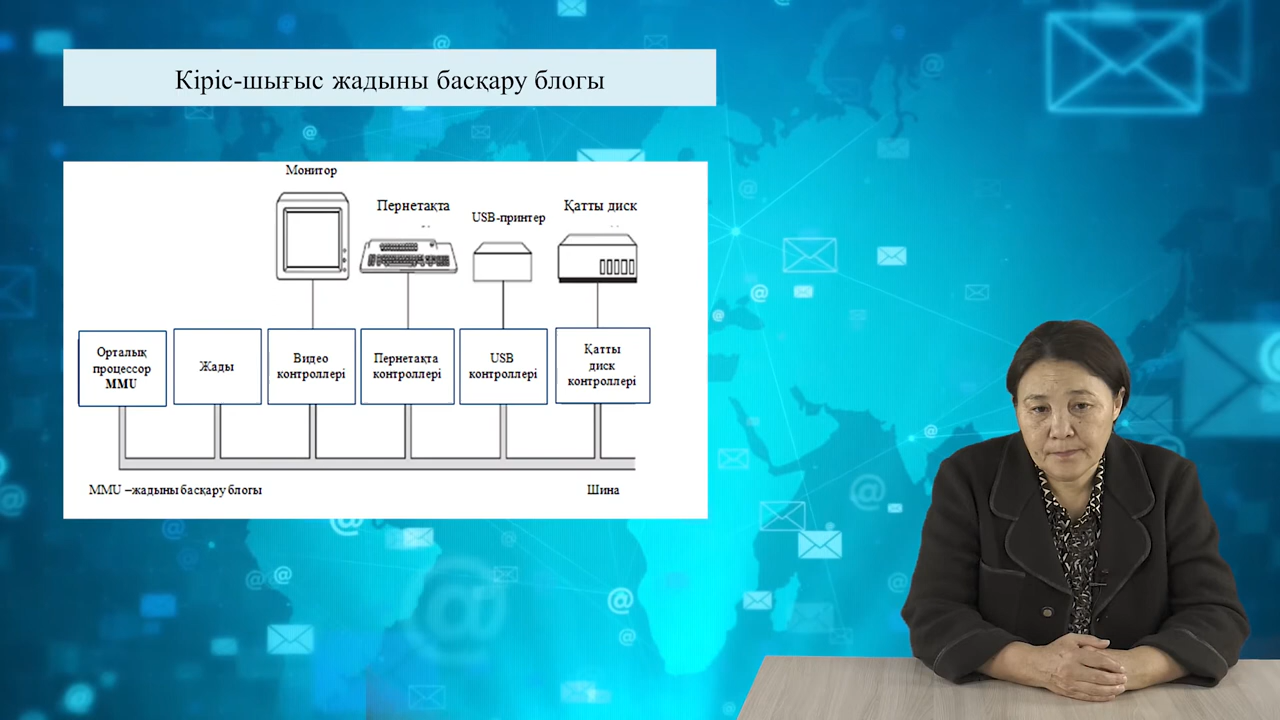 Кіріс-шығыс жадыны басқару блогы
Монитор
Пернетақта
USB-принтер
Қатты диск
Орталық
процессор
MMU
Жады
Видео
контроллері
Пернетақта
контроллері
USB
контроллері
Қатты
диск
контроллері
MMU –жадыны басқару блогы
Шина